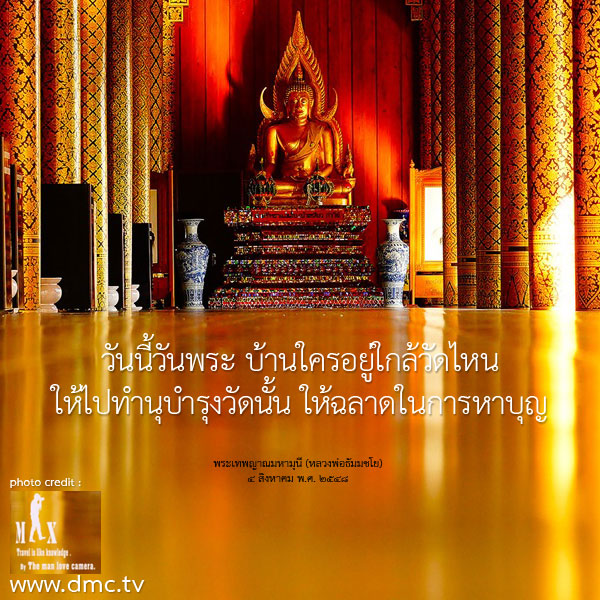 วันนี้วันพระ บ้านใครอยู่ใกล้วัดไหน
ให้ไปทำนุบำรุงวัดนั้น ให้ฉลาดในการหาบุญ
พระเทพญาณมหามุนี (หลวงพ่อธัมมชโย)
๔ สิงหาคม พ.ศ. ๒๕๔๘
photo credit :
MAX
Travel is like knowledge.
By The man love camera.
www.dmc.tv